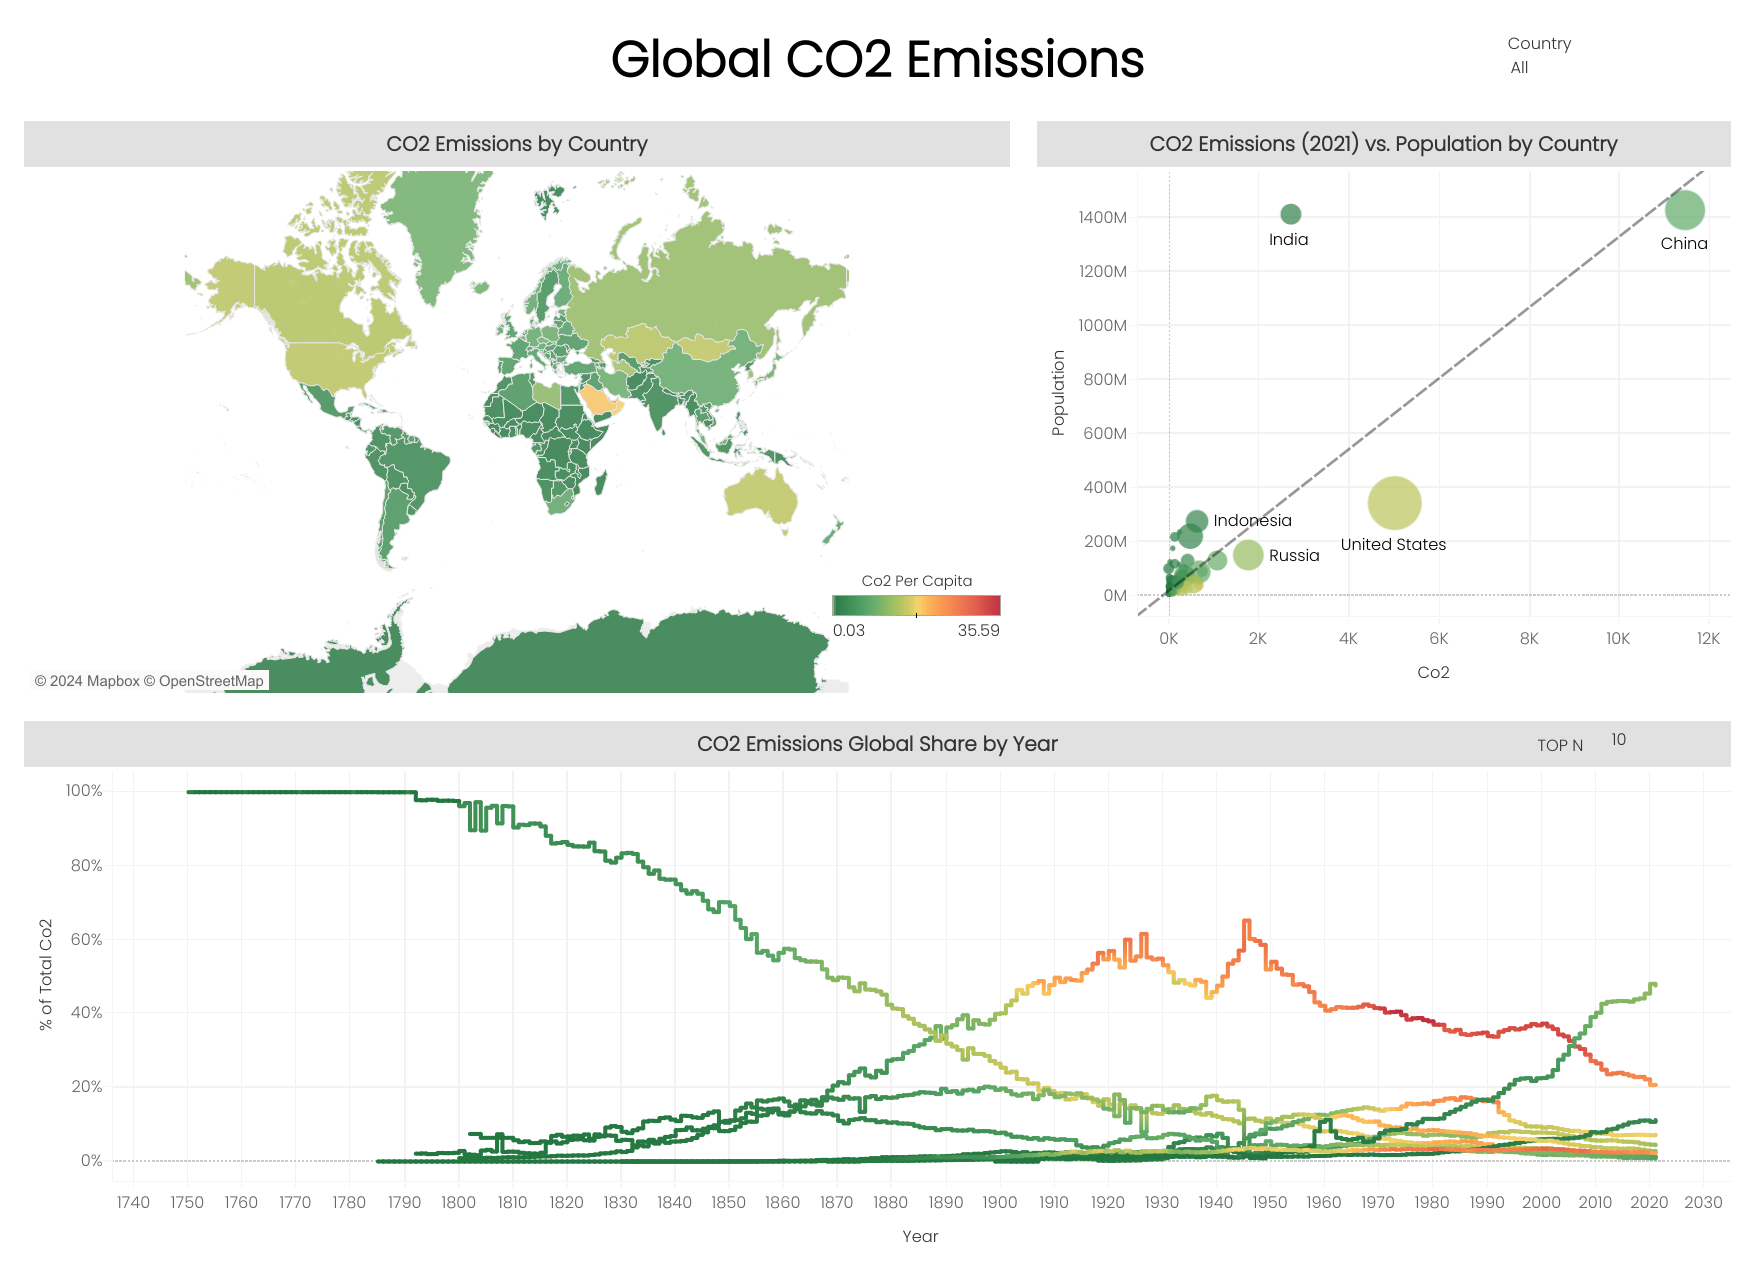 Global CO2 Emissions
Country
All
CO2 Emissions by Country
Co2 Per Capita
0.03 35.59
© 2024 Mapbox © OpenStreetMap
CO2 Emissions (2021) vs. Population by Country
Population
1400M
1200M
1000M
800M
600M
400M
200M
0M
India
China
Indonesia
United States
Russia
0K 2K 4K 6K 8K 10K 12K
Co2
CO2 Emissions Global Share by Year
TOP N 10
% of Total Co2
100%
80%
60%
40%
20%
0%
1740 1750 1760 1770 1780 1790 1800 1810 1820 1830 1840 1850 1860 1870 1880 1890 1900 1910 1920 1930 1940 1950 1960 1970 1980 1990 2000 2010 2020 2030
Year